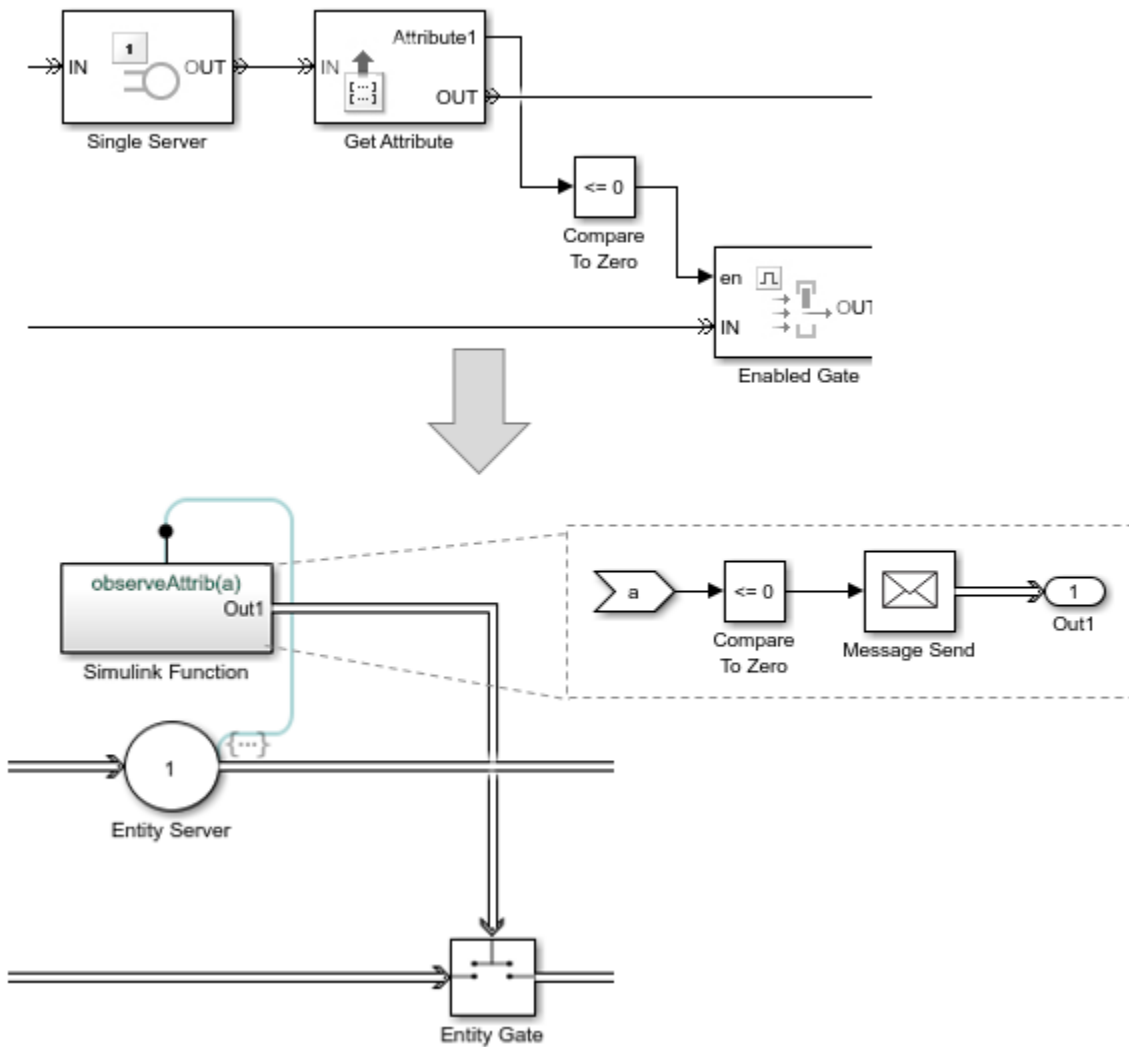 Attribute1
1
IN
OUT
IN
[...]
OUT
Single Server
Get Attribute
<= 0
Compare
To Zero
en
OUT
IN
Enabled Gate
observeAttrib(a)
Out1
Simulink Function
a
<= 0
1
Compare
To Zero
Message Send
Out1
{...}
1
Entity Server
Entity Gate